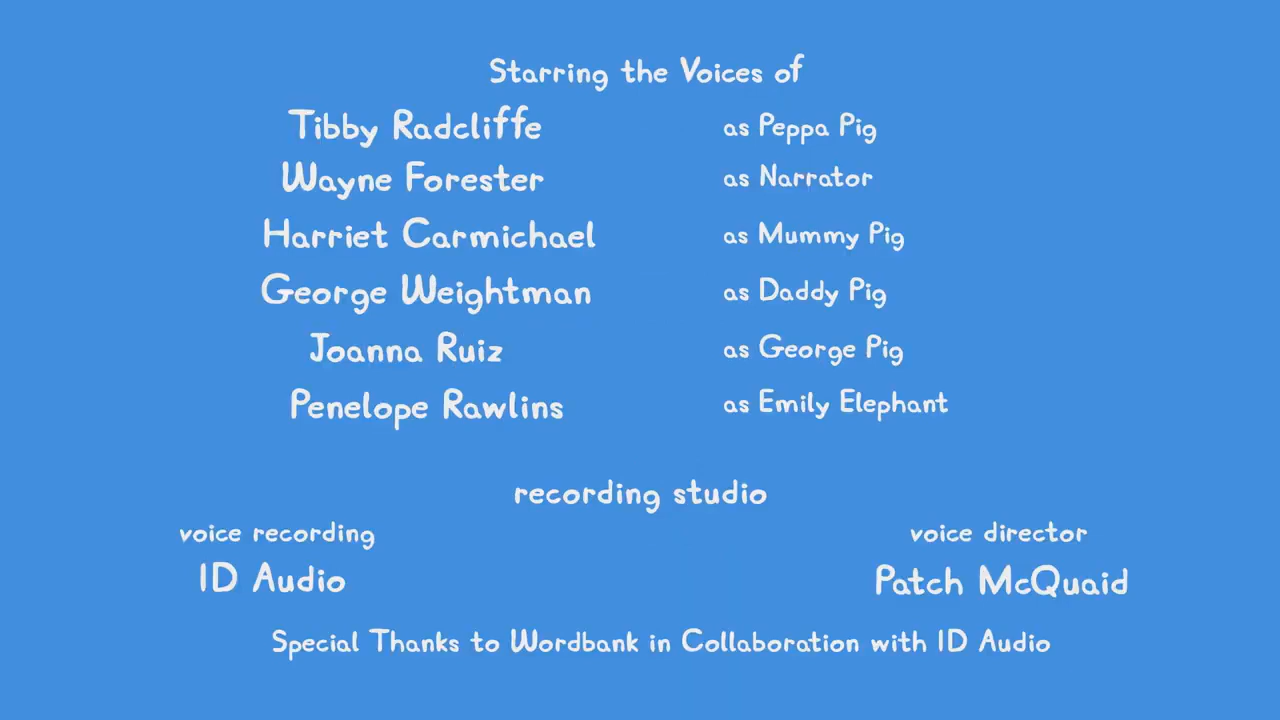 Starring the Voices of
Tibby Radcliffe as Peppa Pig
Wayne Forester as Narrator
Harriet Carmichael as Mummy Pig
George Weightman as Daddy Pig
Joanna Ruiz as George Pig
Penelope Rawlins as Emily Elephant
recording studio
voice recording voice director
ID Audio Patch McQuaid
Special Thanks to Wordbank in Collaboration with ID Audio